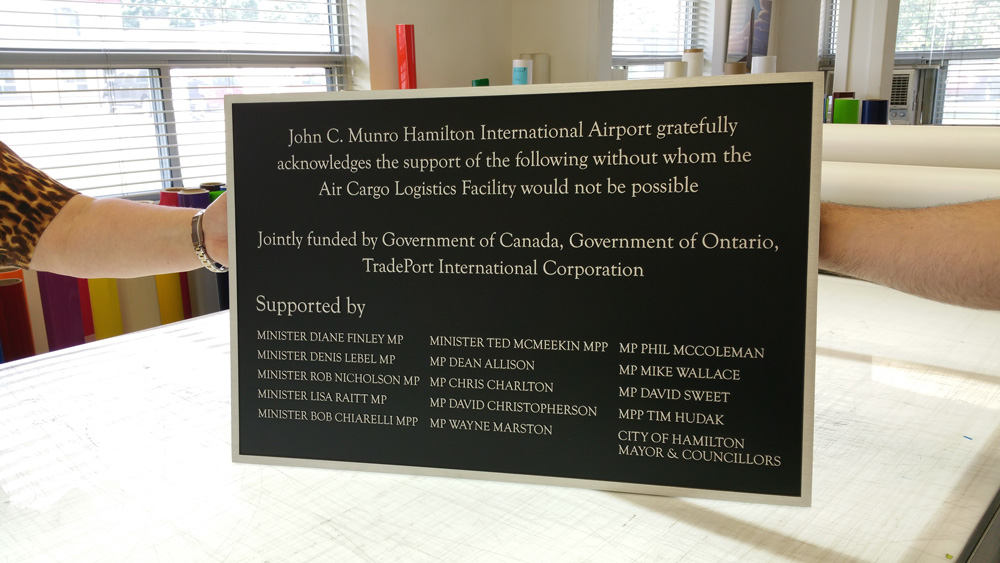 John C. Munro Hamilton International Airport gratefully
acknowledges the support of the following without whom the
Air Cargo Logistics Facility would not be possible
Jointly funded by Government of Canada, Government of Ontario,
TradePort International Corporation
Supported by
MINISTER DIANE FINLEY MP
MINISTER DENIS LEBEL MP
MINISTER ROB NICHOLSON MP
MINISTER LISA RAITT MP
MINISTER BOB CHIARELLI MPP
MINISTER TED MCMEEKIN MPP
MP DEAN ALLISON
MP CHRIS CHARLTON
MP DAVID CHRISTOPHERSON
MP WAYNE MARSTON
MP PHIL MCCOLEMAN
MP MIKE WALLACE
MP DAVID SWEET
MPP TIM HUDAK
CITY OF HAMILTON
MAYOR & COUNCILLORS